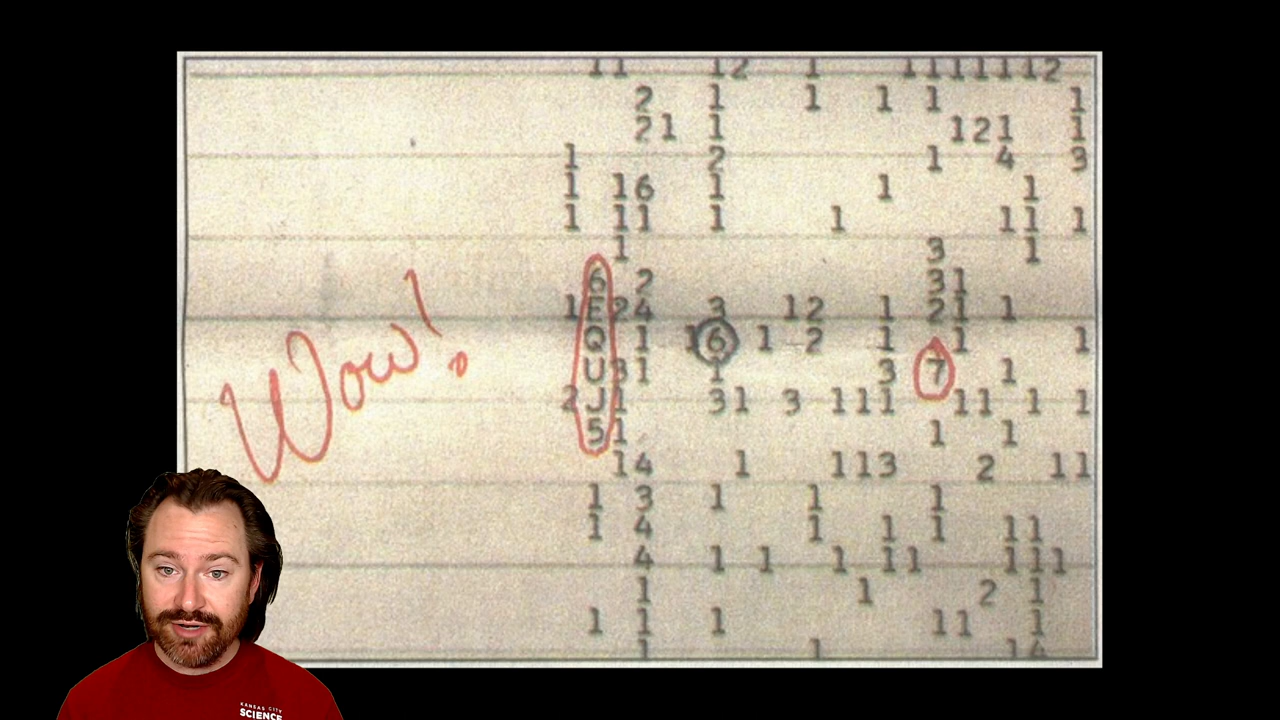 11 12 1 1111112
2 1 1 1 1 1
21 1 121 1
1 2 1 4 3
1 16 1 1 1
1 11 1 1 11 1
1 3 1
6 2 31
1E24 3 12 1 21 1
Q 1 16 1 2 1 1 1
U31 1 3 7 1
2J1 31 3 111 11 1 1
51 1 1
14 1 113 2 11
1 3 1 1 1
1 4 1 1 1 11
4 1 1 1 11 111
1 1 2 1
1 1 1 11 1
1 1 14
Wow!
KANSAS CITY
SCIENCE